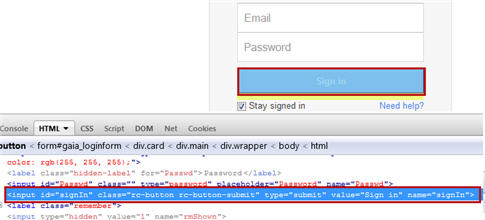 Email
Password
Sign in
Stay signed in Need help?
Console HTML CSS Script DOM Net Cookies
button < form#gaia_loginform < div.card < div.main < div.wrapper < body < html
color: rgb(255, 255, 255);">
<label class="hidden-label" for="Passwd">Password</label>
<input id="Passwd" class="" type="password" placeholder="Password" name="Passwd">
<input id="signIn" class="rc-button rc-button-submit" type="submit" value="Sign in" name="signIn">
<label class="remember">
<input type="hidden" value="1" name="rmShown">